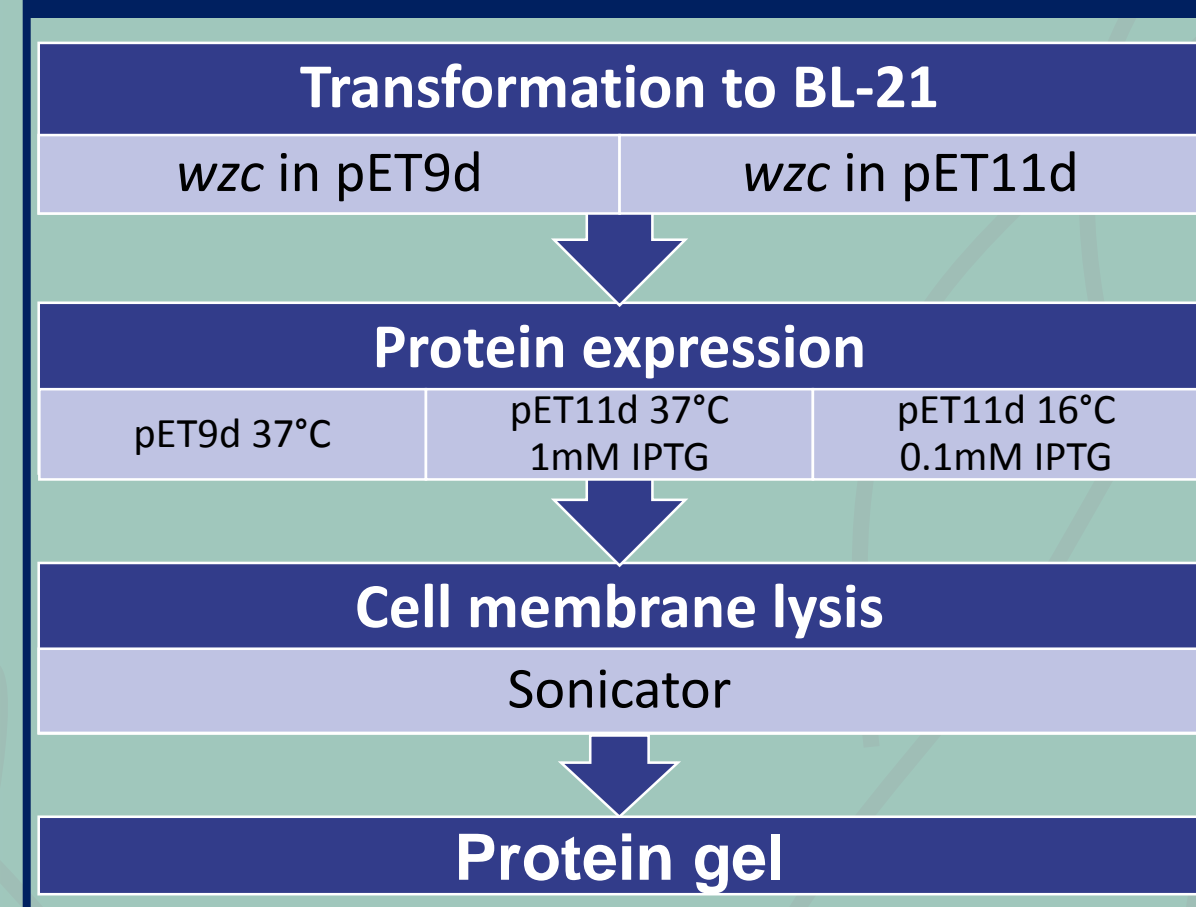 Transformation to BL-21
wzc in pET9d
wzc in pET11d
Protein expression
pET9d 37°C
pET11d 37°C
1mM IPTG
pET11d 16°C
0.1mM IPTG
Cell membrane lysis
Sonicator
Protein gel